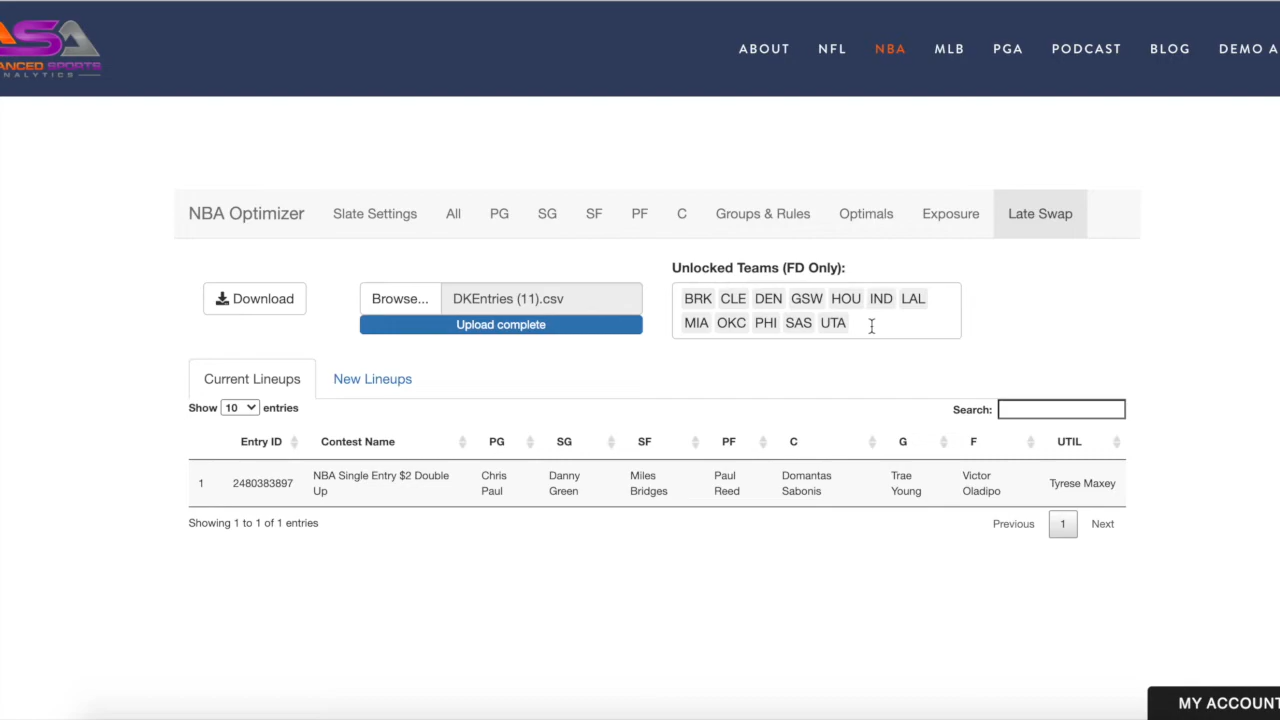 ASA
ANCED SPORTS
NALYTICS
ABOUT NFL NBA MLB PGA PODCAST BLOG DEMO A
NBA Optimizer Slate Settings All PG SG SF PF C Groups & Rules Optimals Exposure Late Swap
Unlocked Teams (FD Only):
Download Browse... DKEntries (11).csv
Upload complete
BRK CLE DEN GSW HOU IND LAL
MIA OKC PHI SAS UTA
Current Lineups New Lineups
Show 10 entries
Search:
Entry ID Contest Name PG SG SF PF C G F UTIL
1 2480383897 NBA Single Entry $2 Double Chris Danny Miles Paul Domantas Trae Victor Tyrese Maxey
Up Paul Green Bridges Reed Sabonis Young Oladipo
Showing 1 to 1 of 1 entries
Previous 1 Next
MY ACCOUNT